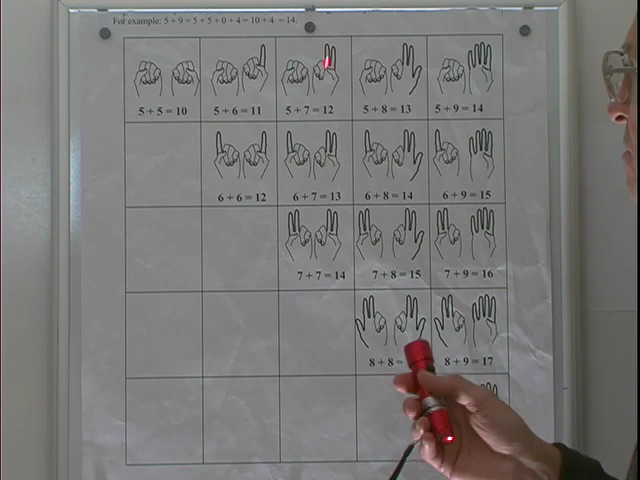 For example: 5 + 9 = 5 + 5 + 0 + 4 = 10 + 4 = 14.
5 + 5 = 10
5 + 6 = 11
5 + 7 = 12
5 + 8 = 13
5 + 9 = 14
6 + 6 = 12
6 + 7 = 13
6 + 8 = 14
6 + 9 = 15
7 + 7 = 14
7 + 8 = 15
7 + 9 = 16
8 + 8 =
8 + 9 = 17